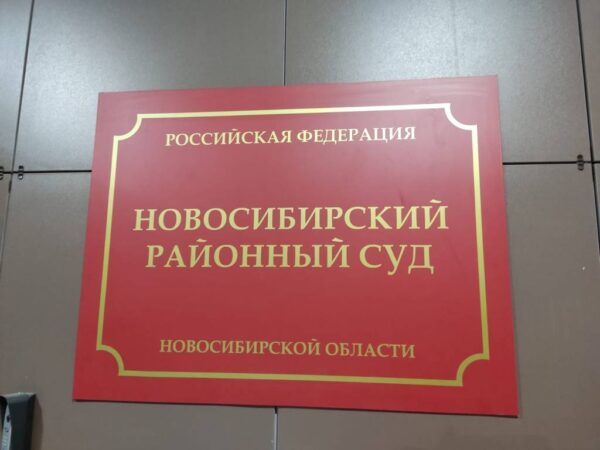 РОССИЙСКАЯ ФЕДЕРАЦИЯ
НОВОСИБИРСКИЙ
РАЙОННЫЙ СУД
НОВОСИБИРСКОЙ ОБЛАСТИ